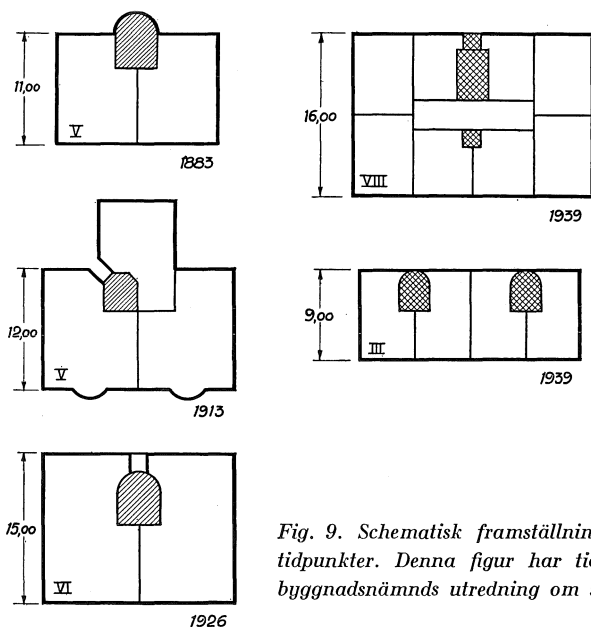 11,00
V
1883
16,00
VIII
1939
12,00
V
1913
9,00
III
1939
15,00
VI
1926
Fig. 9. Schematisk framställnin
tidpunkter. Denna figur har ti
byggnadsnämnds utredning om